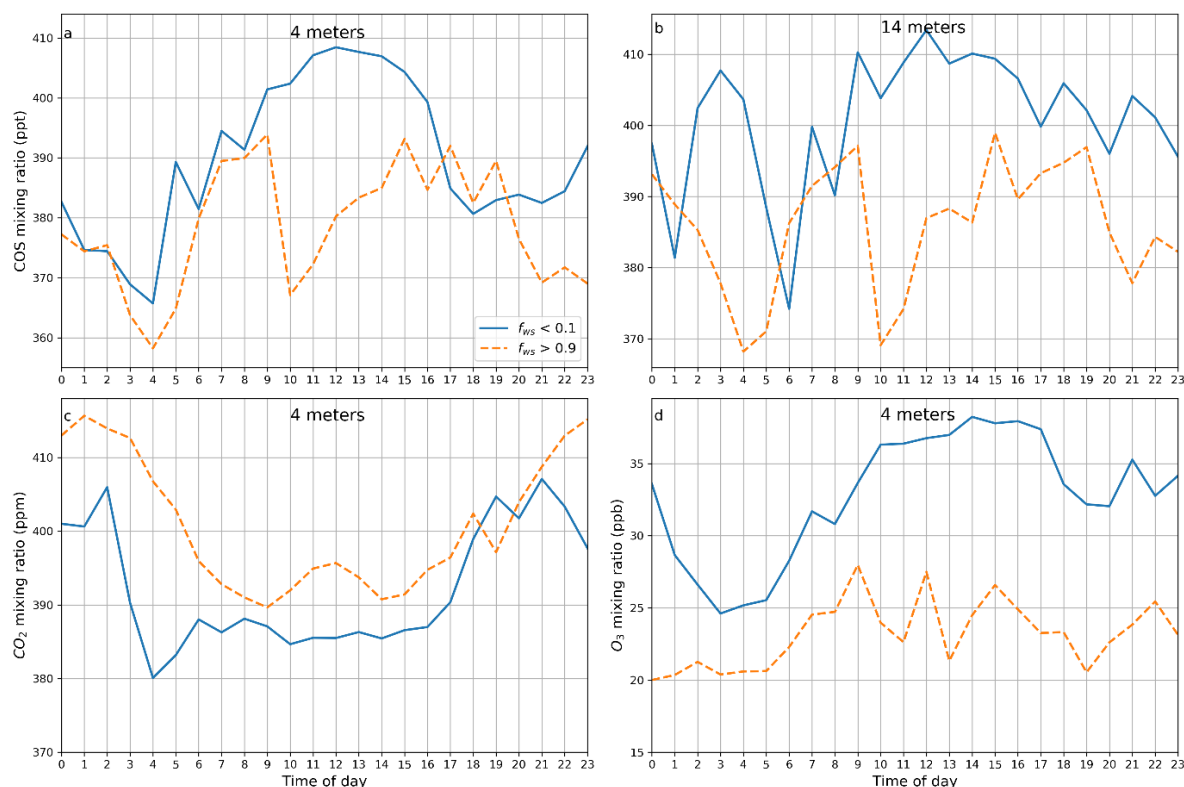 a
4 meters
COS mixing ratio (ppt)
410
400
390
380
370
360
f_ws < 0.1
f_ws > 0.9
0 1 2 3 4 5 6 7 8 9 10 11 12 13 14 15 16 17 18 19 20 21 22 23
b
14 meters
410
400
390
380
370
0 1 2 3 4 5 6 7 8 9 10 11 12 13 14 15 16 17 18 19 20 21 22 23
c
4 meters
CO₂ mixing ratio (ppm)
410
400
390
380
370
0 1 2 3 4 5 6 7 8 9 10 11 12 13 14 15 16 17 18 19 20 21 22 23
Time of day
d
4 meters
O₃ mixing ratio (ppb)
35
30
25
20
15
0 1 2 3 4 5 6 7 8 9 10 11 12 13 14 15 16 17 18 19 20 21 22 23
Time of day